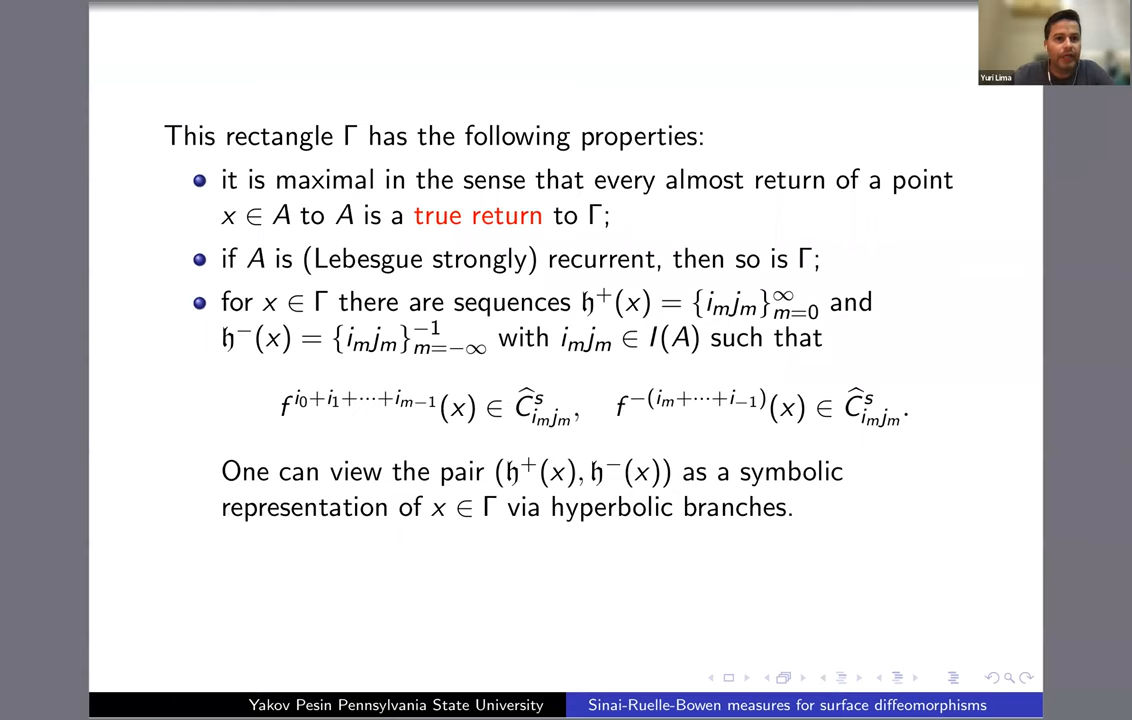 Yuri Lima
This rectangle Γ has the following properties:
it is maximal in the sense that every almost return of a point
x ∈ A to A is a true return to Γ;
if A is (Lebesgue strongly) recurrent, then so is Γ;
for x ∈ Γ there are sequences 𝔥⁺(x) = {i_m j_m}_{m=0}^{∞} and
𝔥⁻(x) = {i_m j_m}_{m=−∞}^{−1} with i_m j_m ∈ I(A) such that
f^{i_0+i_1+⋯+i_{m−1}}(x) ∈ Ĉ^s_{i_m j_m}, f^{−(i_m+⋯+i_{−1})}(x) ∈ Ĉ^s_{i_m j_m}.
One can view the pair (𝔥⁺(x), 𝔥⁻(x)) as a symbolic
representation of x ∈ Γ via hyperbolic branches.
Yakov Pesin Pennsylvania State University
Sinai-Ruelle-Bowen measures for surface diffeomorphisms